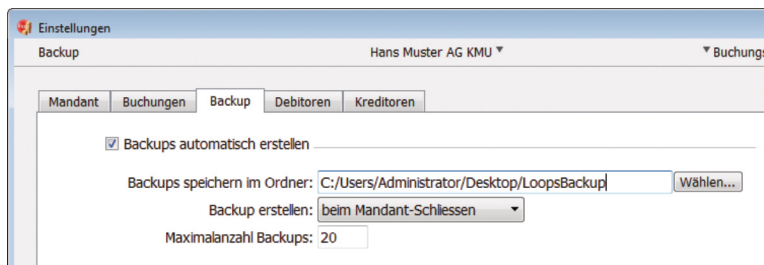 Einstellungen
Backup Hans Muster AG KMU Buchungs
Mandant Buchungen Backup Debitoren Kreditoren
Backups automatisch erstellen
Backups speichern im Ordner: C:/Users/Administrator/Desktop/LoopsBackup Wählen...
Backup erstellen: beim Mandant-Schliessen
Maximalanzahl Backups: 20